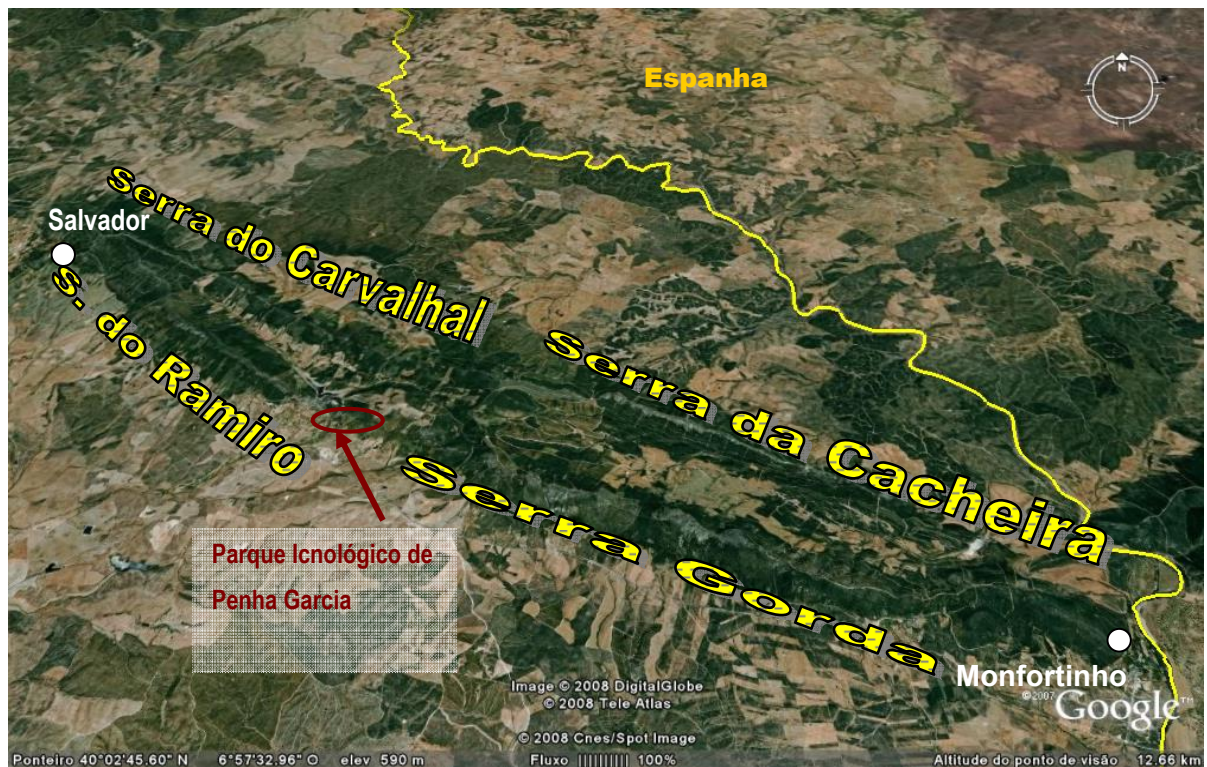 Espanha
N
Serra do Carvalhal
Salvador
S. do Ramiro
Serra da Cacheira
Serra Gorda
Parque Icnológico de
Penha Garcia
Monfortinho
Image © 2008 DigitalGlobe
© 2008 Tele Atlas
© 2007 Google™
© 2008 Cnes/Spot Image
Ponteiro 40°02'45.60" N 6°57'32.96" O elev 590 m Fluxo ||||||||| 100% Altitude do ponto de visão 12.66 km